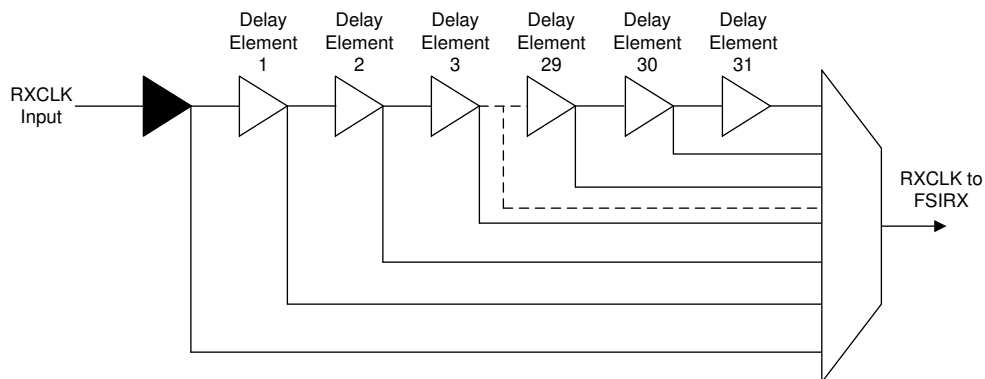 Delay
Element
1
Delay
Element
2
Delay
Element
3
Delay
Element
29
Delay
Element
30
Delay
Element
31
RXCLK
Input
RXCLK to
FSIRX